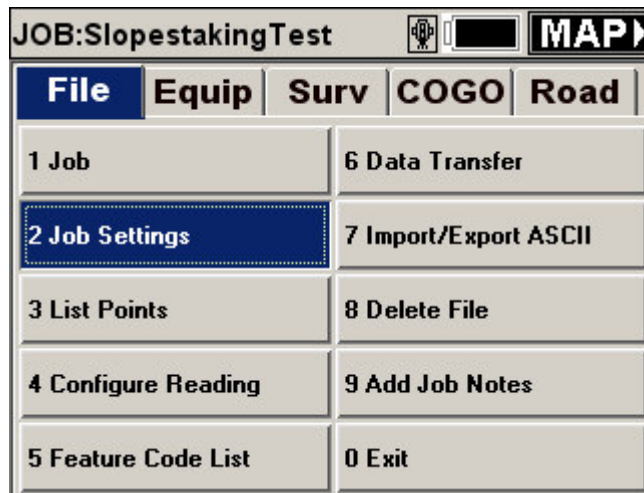 JOB:SlopestakingTest MAP
File Equip Surv COGO Road
1 Job
2 Job Settings
3 List Points
4 Configure Reading
5 Feature Code List
6 Data Transfer
7 Import/Export ASCII
8 Delete File
9 Add Job Notes
0 Exit